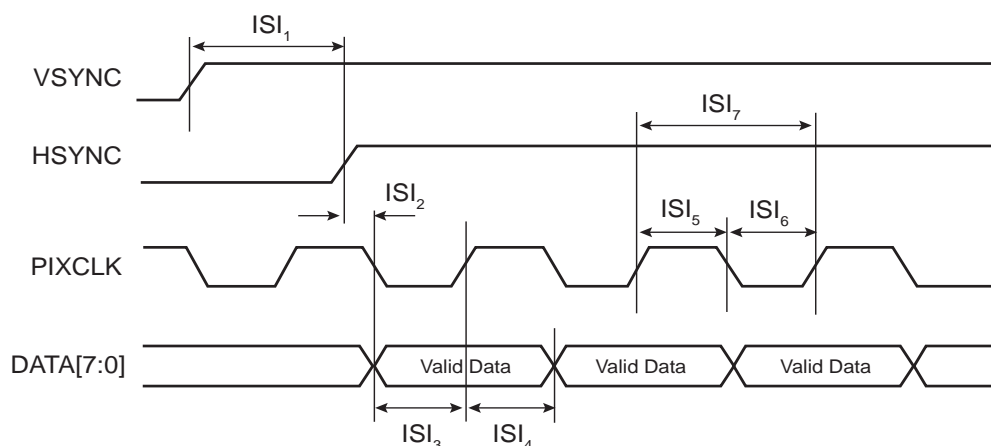 ISI₁
VSYNC
ISI₇
HSYNC
ISI₂
ISI₅
ISI₆
PIXCLK
DATA[7:0]
Valid Data
Valid Data
Valid Data
ISI₃
ISI₄